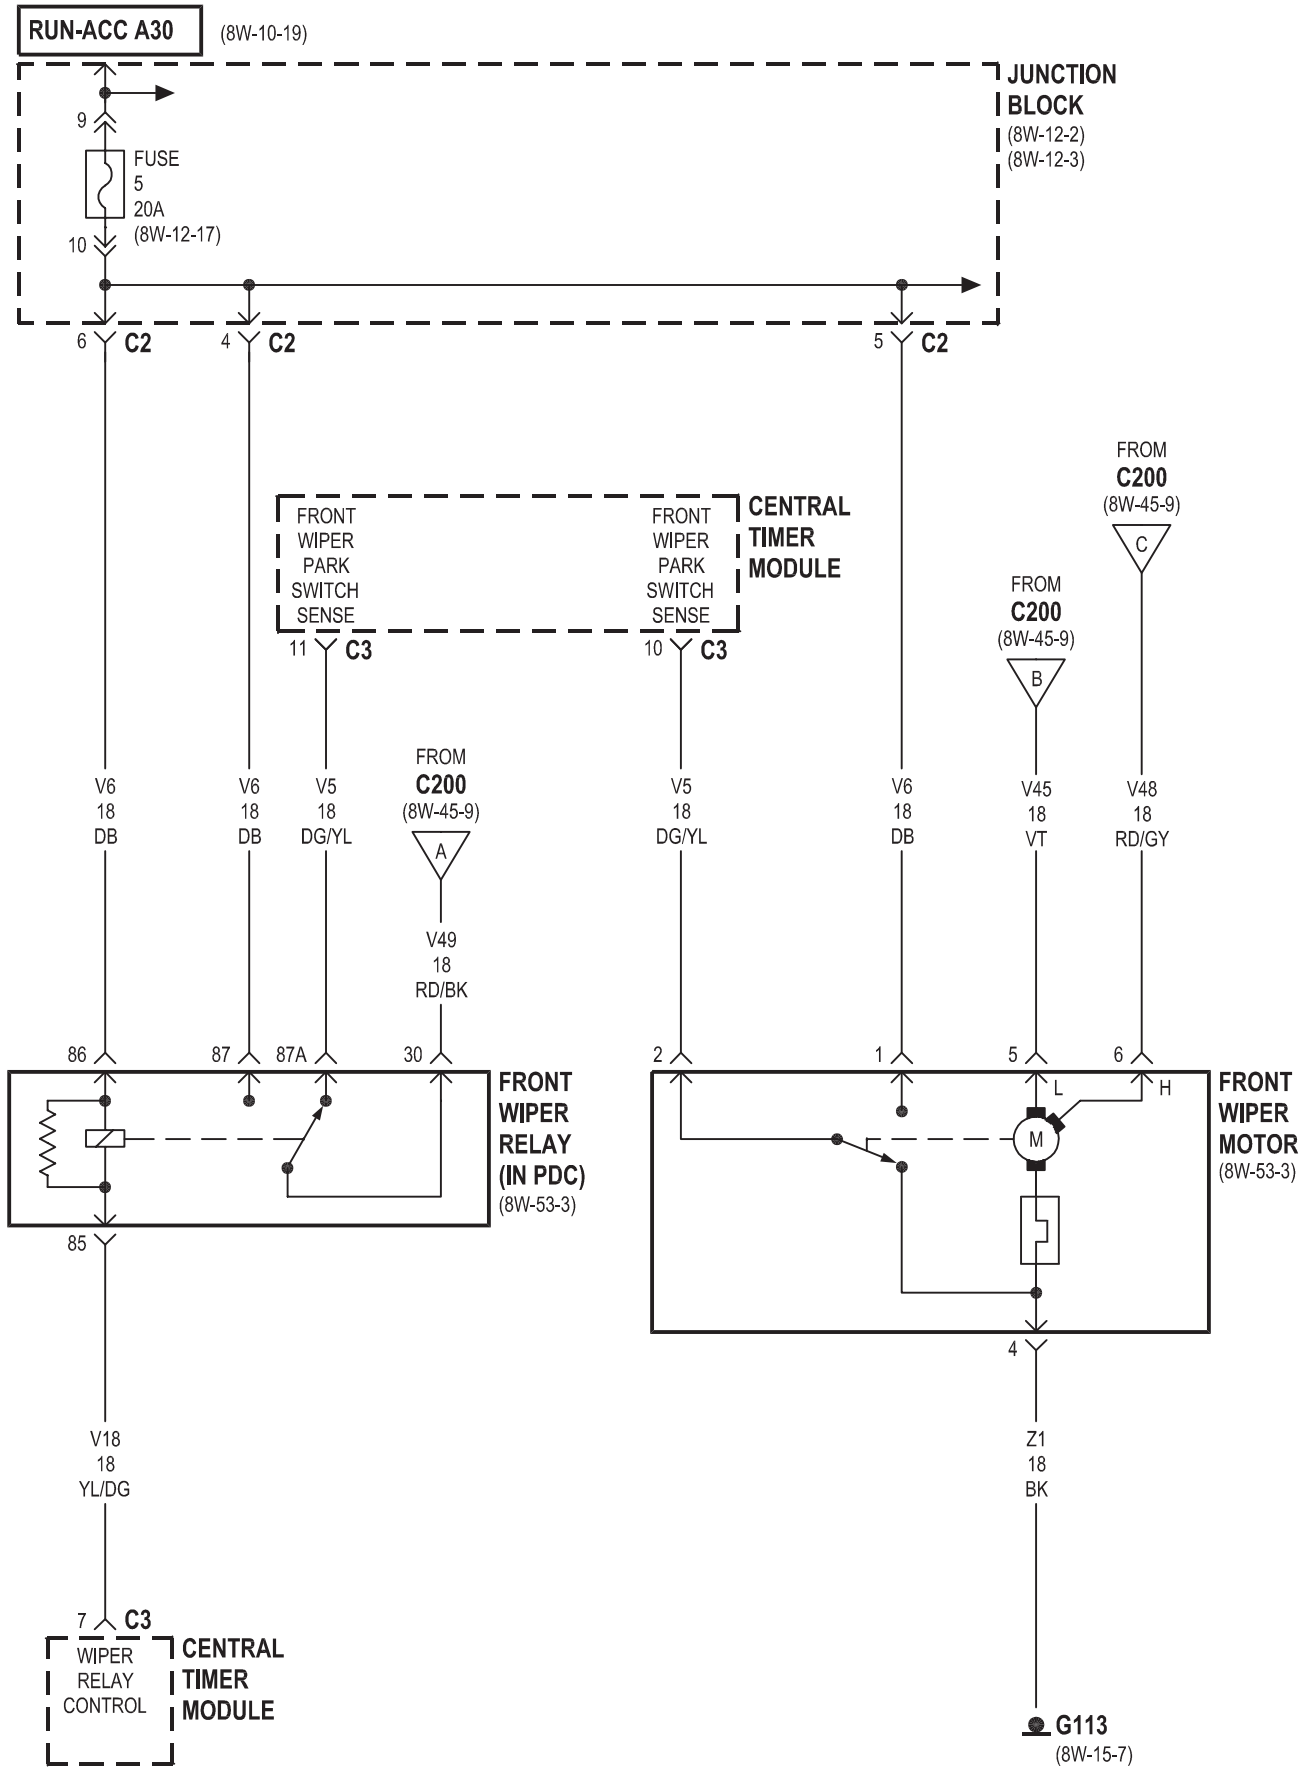 RUN-ACC A30
(8W-10-19)
JUNCTION
BLOCK
(8W-12-2)
(8W-12-3)
9
FUSE
5
20A
(8W-12-17)
10
6
C2
4
C2
5
C2
FROM
C200
(8W-45-9)
C
FRONT
WIPER
PARK
SWITCH
SENSE
FRONT
WIPER
PARK
SWITCH
SENSE
CENTRAL
TIMER
MODULE
11
C3
10
C3
FROM
C200
(8W-45-9)
B
V6
18
DB
V6
18
DB
V5
18
DG/YL
FROM
C200
(8W-45-9)
A
V49
18
RD/BK
V5
18
DG/YL
V6
18
DB
V45
18
VT
V48
18
RD/GY
86
87
87A
30
2
1
5
6
FRONT
WIPER
RELAY
(IN PDC)
(8W-53-3)
L
H
M
FRONT
WIPER
MOTOR
(8W-53-3)
85
4
V18
18
YL/DG
Z1
18
BK
7
C3
WIPER
RELAY
CONTROL
CENTRAL
TIMER
MODULE
G113
(8W-15-7)